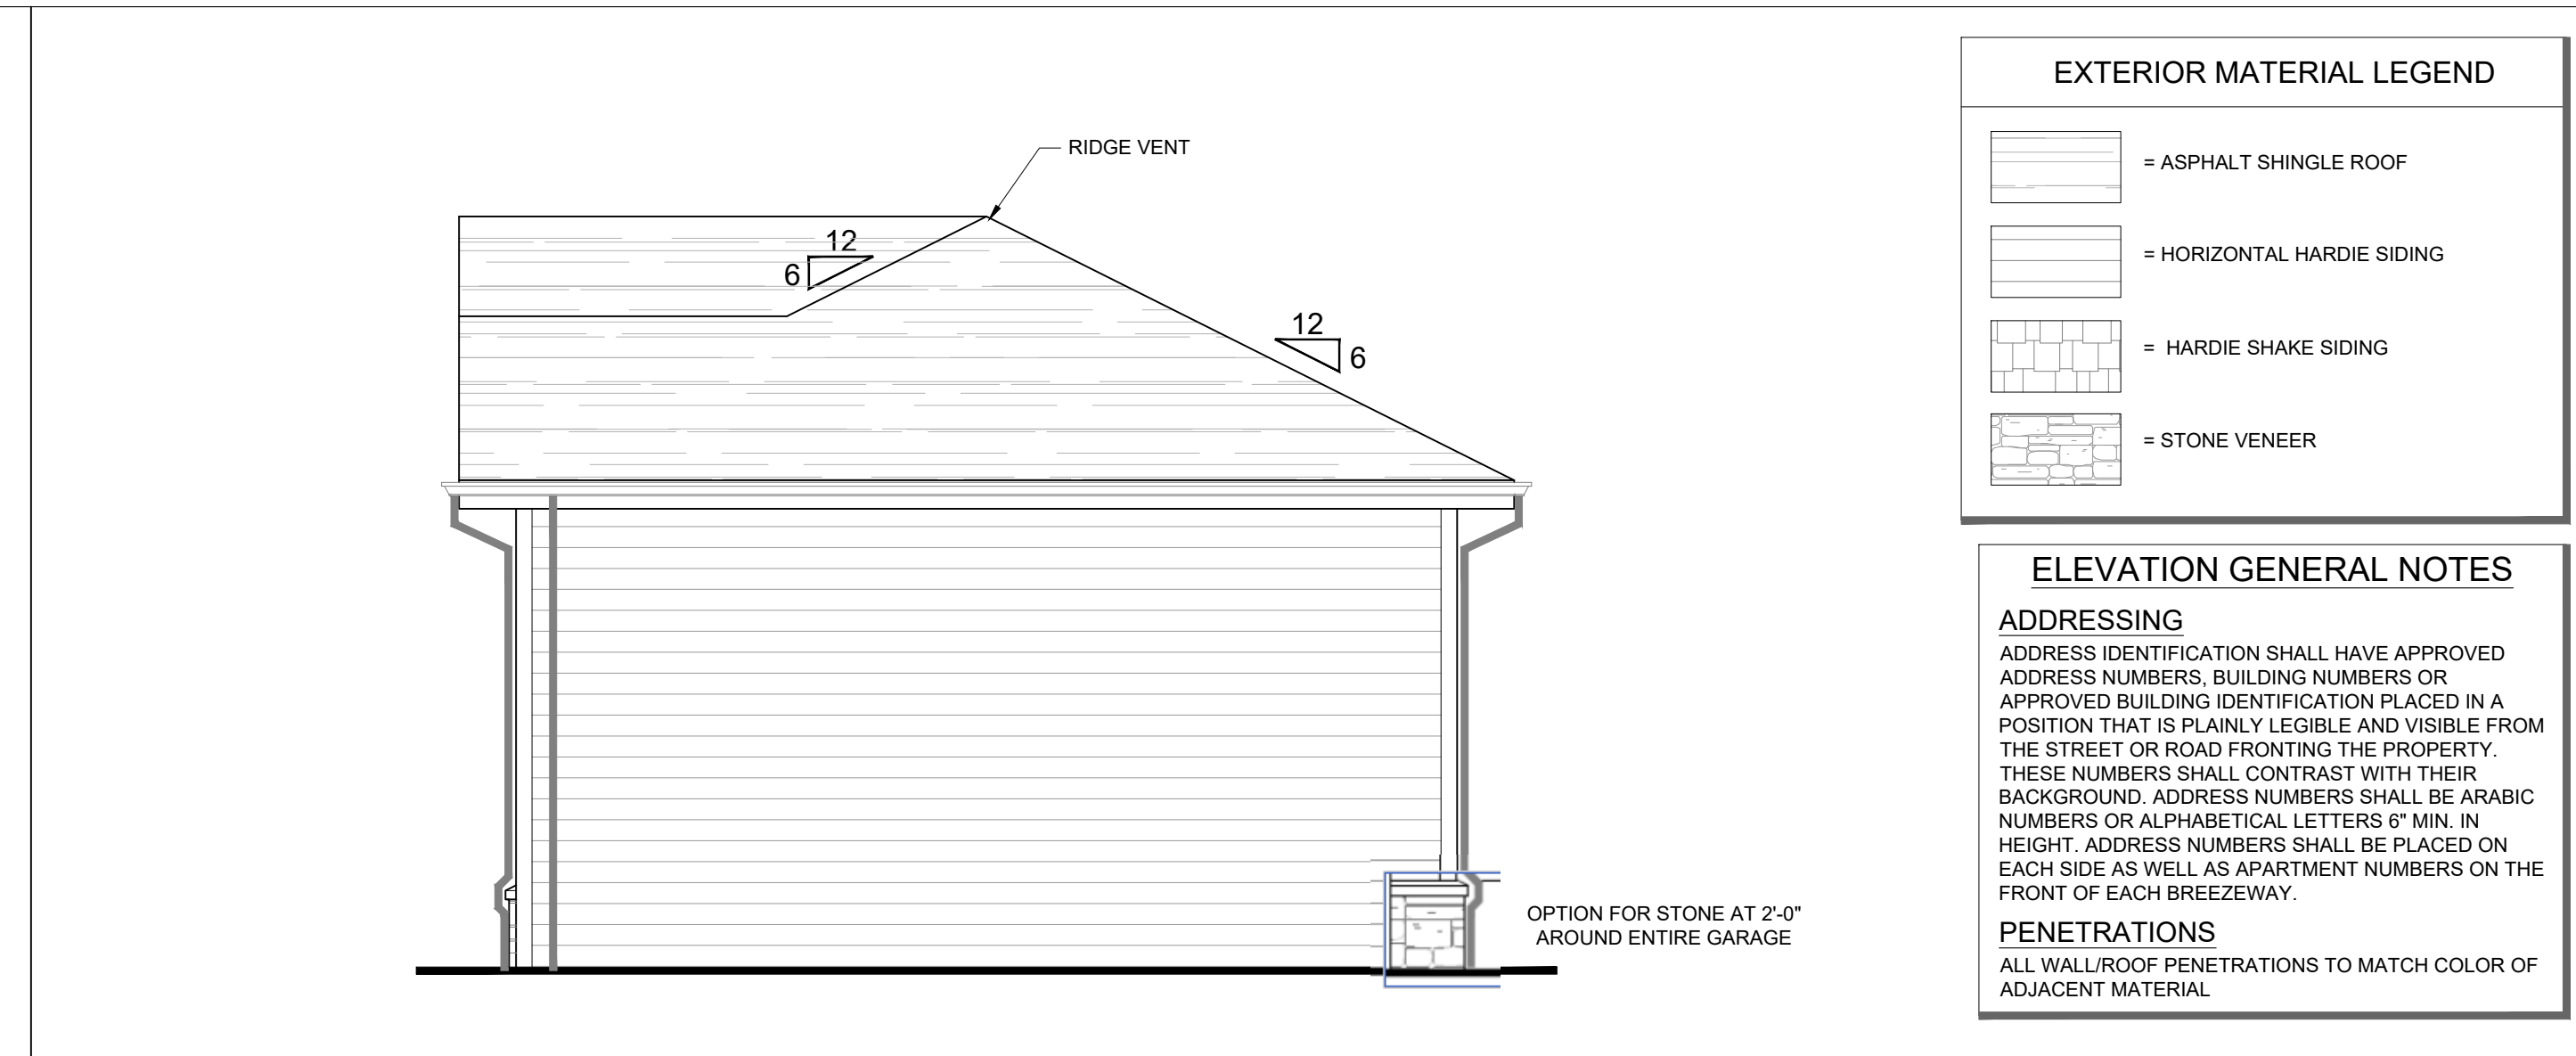 RIDGE VENT
12
6
12
6
OPTION FOR STONE AT 2'-0"
AROUND ENTIRE GARAGE
EXTERIOR MATERIAL LEGEND
= ASPHALT SHINGLE ROOF
= HORIZONTAL HARDIE SIDING
= HARDIE SHAKE SIDING
= STONE VENEER
ELEVATION GENERAL NOTES
ADDRESSING
ADDRESS IDENTIFICATION SHALL HAVE APPROVED
ADDRESS NUMBERS, BUILDING NUMBERS OR
APPROVED BUILDING IDENTIFICATION PLACED IN A
POSITION THAT IS PLAINLY LEGIBLE AND VISIBLE FROM
THE STREET OR ROAD FRONTING THE PROPERTY.
THESE NUMBERS SHALL CONTRAST WITH THEIR
BACKGROUND. ADDRESS NUMBERS SHALL BE ARABIC
NUMBERS OR ALPHABETICAL LETTERS 6" MIN. IN
HEIGHT. ADDRESS NUMBERS SHALL BE PLACED ON
EACH SIDE AS WELL AS APARTMENT NUMBERS ON THE
FRONT OF EACH BREEZEWAY.
PENETRATIONS
ALL WALL/ROOF PENETRATIONS TO MATCH COLOR OF
ADJACENT MATERIAL